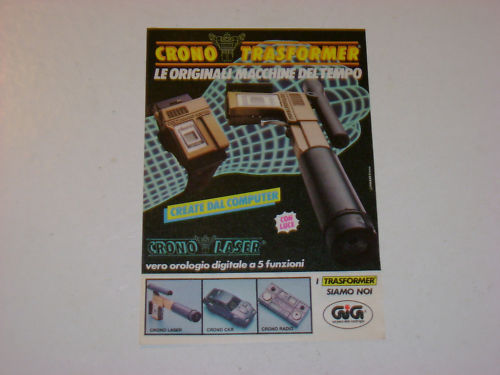 CRONO TRASFORMER
LE ORIGINALI MACCHINE DEL TEMPO
CREATE DAL COMPUTER
CON
LUCE
CRONO LASER
vero orologio digitale a 5 funzioni
I TRASFORMER
SIAMO NOI
GiG
CRONO LASER
CRONO CAR
CRONO RADIO